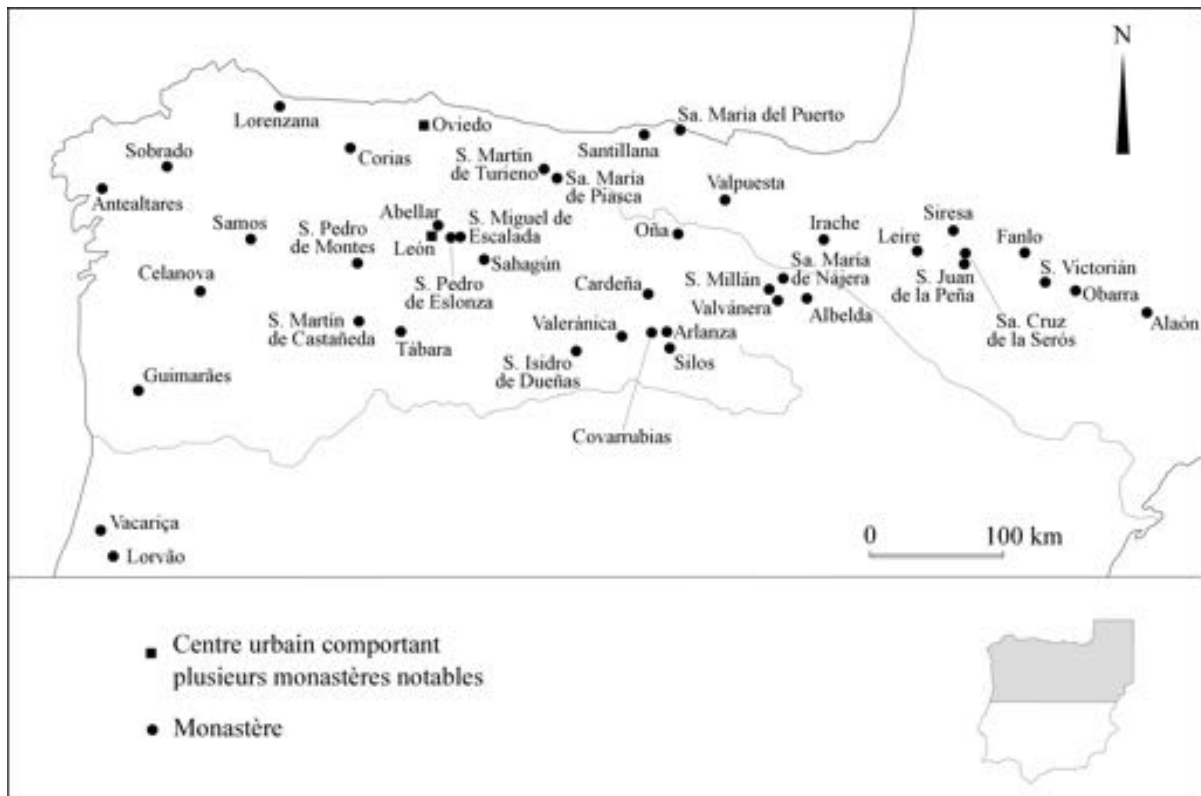 N
Lorenzana
Oviedo
Sa. Maria del Puerto
Sobrado
Corias
S. Martín
de Turieno
Santillana
Sa. María
de Piasca
Valpuesta
Antealtares
Samos
S. Pedro
de Montes
Abellar
León
S. Miguel de
Escalada
Oña
Irache
Leire
Siresa
Fanlo
Celanova
Sahagún
S. Pedro
de Eslonza
Cardeña
S. Millán
Sa. María
de Nájera
Valvánera
Albelda
S. Juan
de la Peña
S. Victorián
Obarra
Sa. Cruz
de la Serós
Alaón
S. Martín
de Castañeda
Tábara
Valeránica
Arlanza
S. Isidro
de Dueñas
Silos
Guimarães
Covarrubias
Vacariça
Lorvão
0 100 km
Centre urbain comportant
plusieurs monastères notables
Monastère